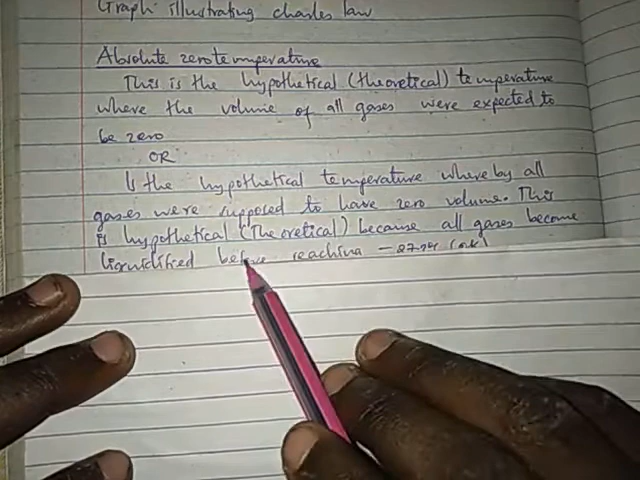 Graph illustrating charles law
Absolute zero temperature
This is the hypothetical (theoretical) temperature
where the volume of all gases were expected to
be zero
OR
Is the hypothetical temperature whereby all
gases were supposed to have zero volume. This
is hypothetical (Theoretical) because all gases become
before reaching